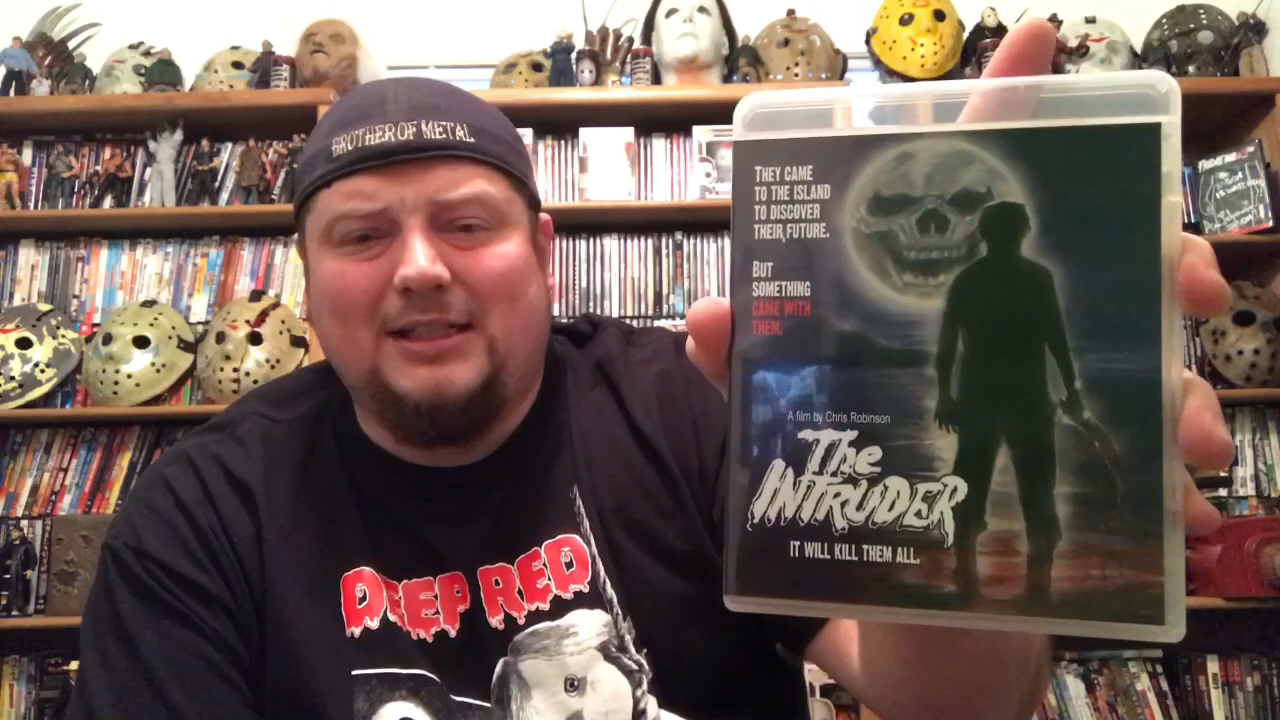 BROTHER OF METAL
THEY CAME
TO THE ISLAND
TO DISCOVER
THEIR FUTURE.
BUT
SOMETHING
CAME WITH
THEM.
A film by Chris Robinson
The
INTRUDER
IT WILL KILL THEM ALL.
DEEP RED